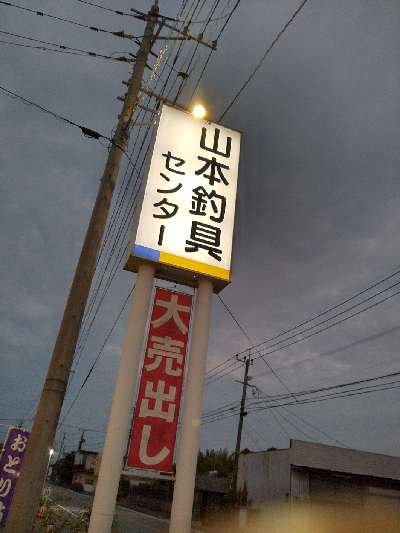 山本釣具
センター
大売出し
おとり